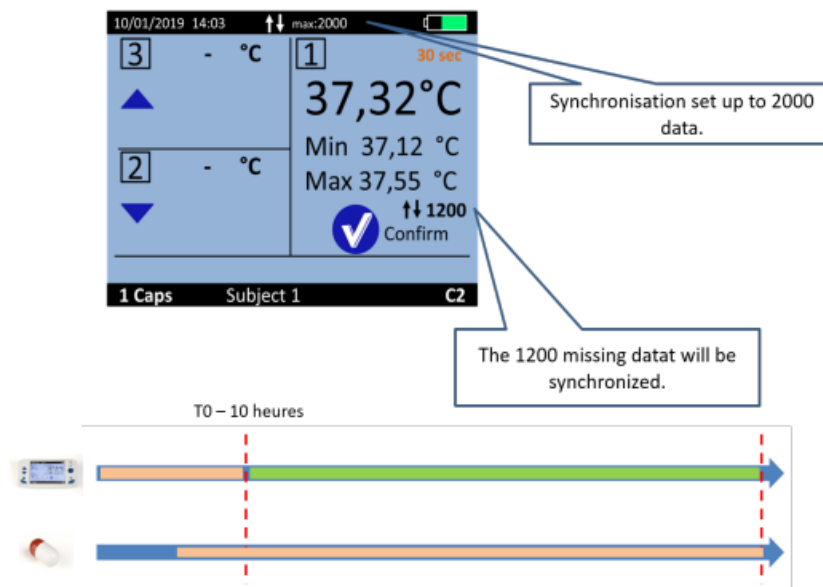 10/01/2019 14:03 ↑↓ max:2000
3 - °C
1 30 sec
37,32°C
Min 37,12 °C
Max 37,55 °C
2 - °C
↑↓ 1200
Confirm
1 Caps Subject 1 C2
Synchronisation set up to 2000
data.
The 1200 missing datat will be
synchronized.
T0 – 10 heures